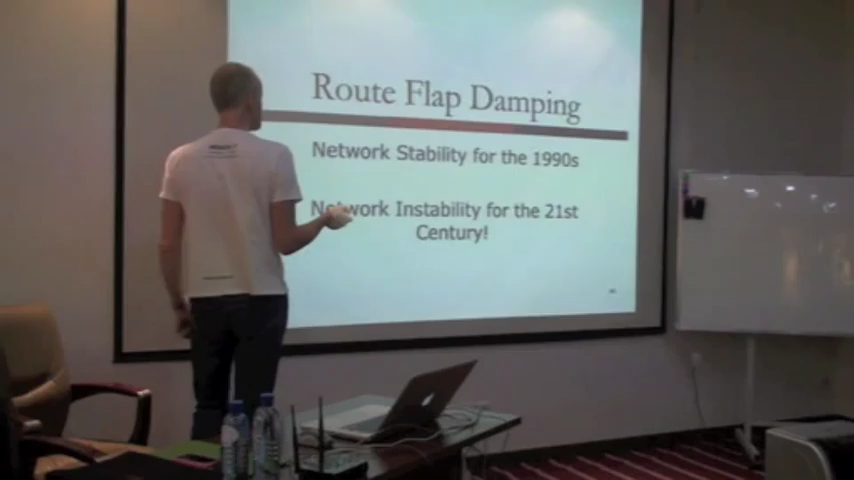 Route Flap Damping
Network Stability for the 1990s
Network Instability for the 21st
Century!